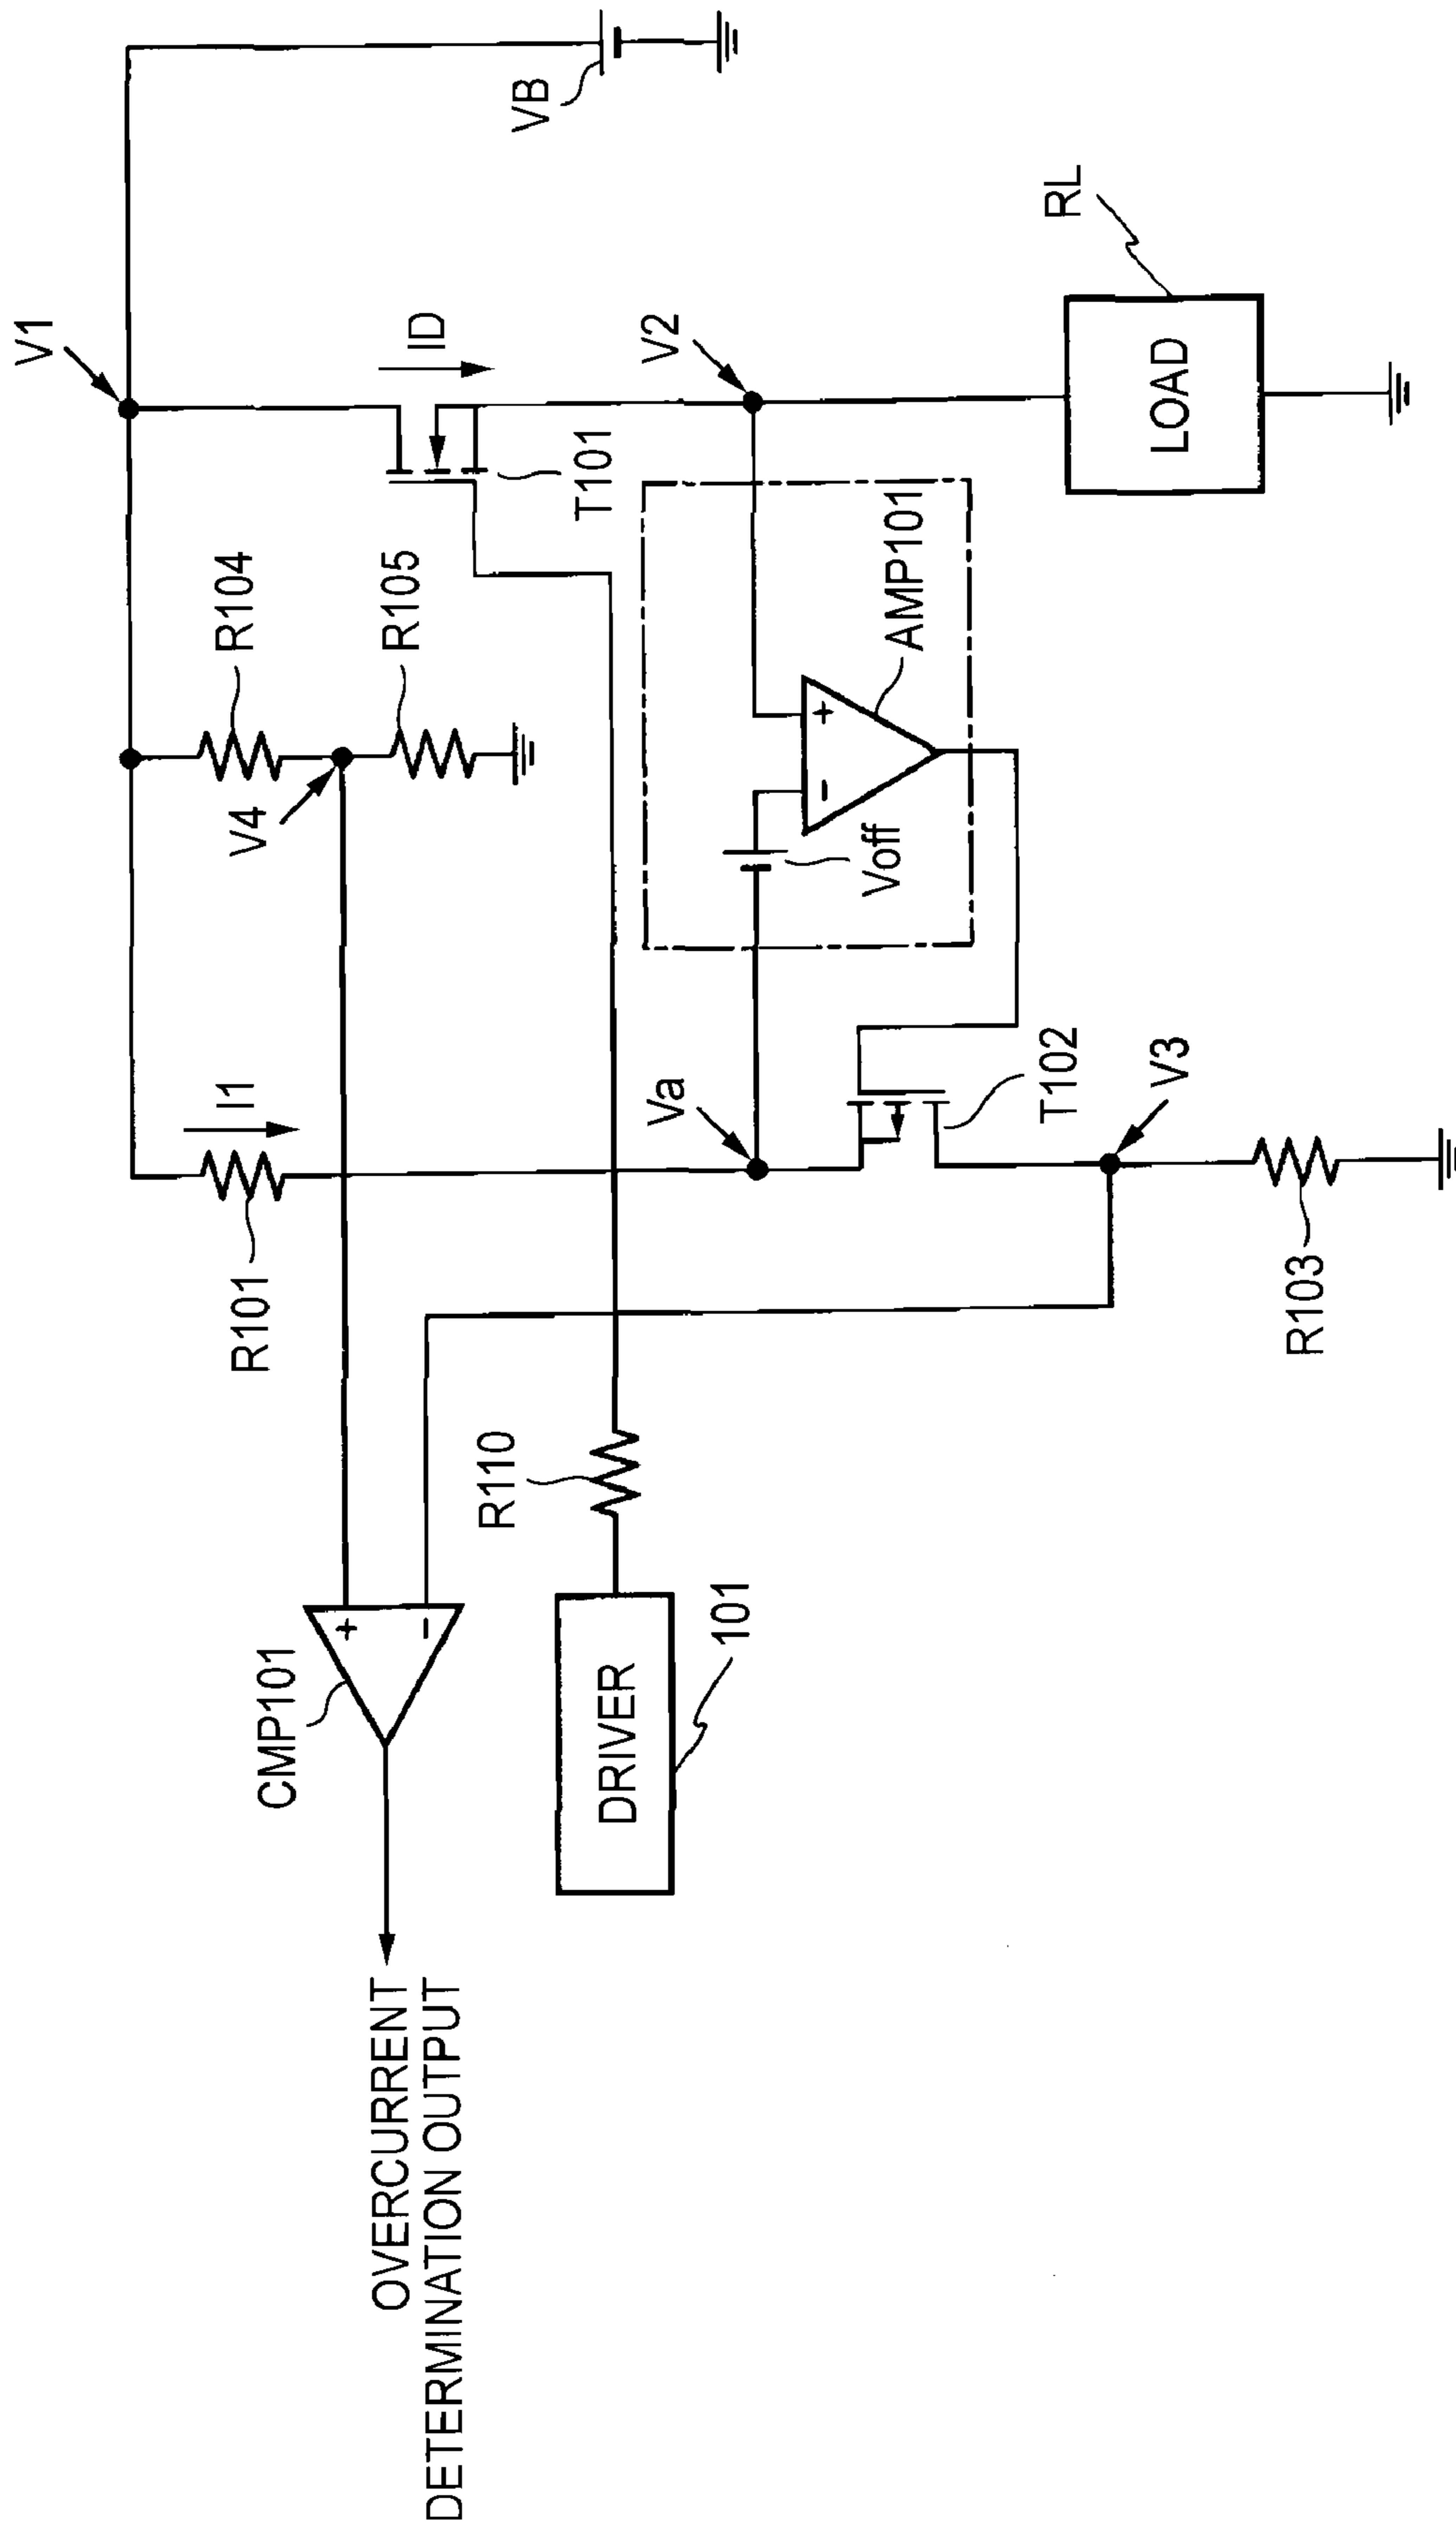 V1
VB
ID
R104
R101
I1
V4
R105
T101
V2
RL
CMP101
+
-
OVERCURRENT
DETERMINATION OUTPUT
R110
DRIVER
101
Va
Voff
-
+
AMP101
T102
V3
R103
LOAD